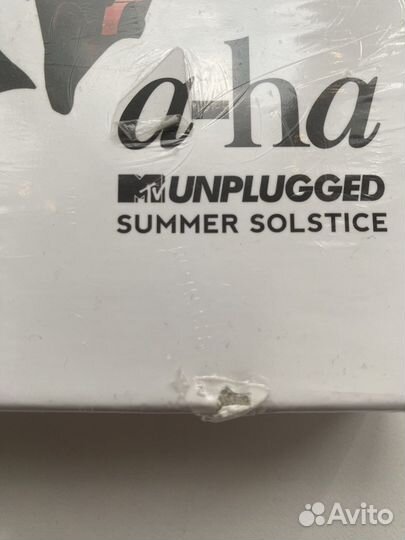 a-ha
MTV UNPLUGGED
SUMMER SOLSTICE
Avito